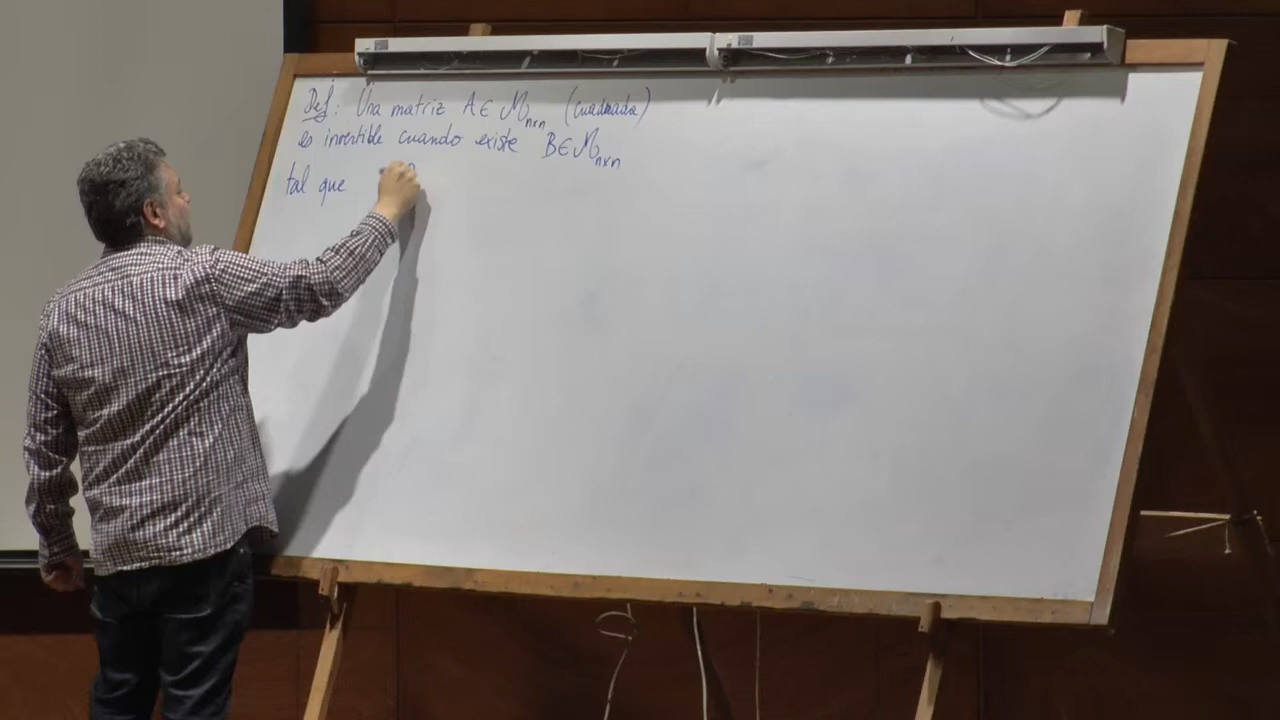 Def: Una matriz A ∈ M_{n×n} (cuadrada)
es invertible cuando existe B ∈ M_{n×n}
tal que